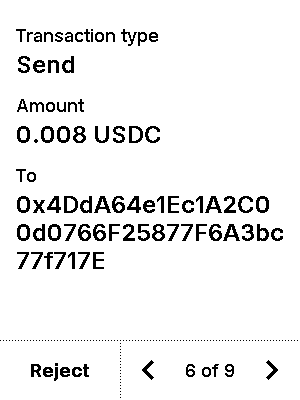 Transaction type
Send
Amount
0.008 USDC
To
0x4DdA64e1Ec1A2C0
0d0766F25877F6A3bc
77f717E
Reject
6 of 9